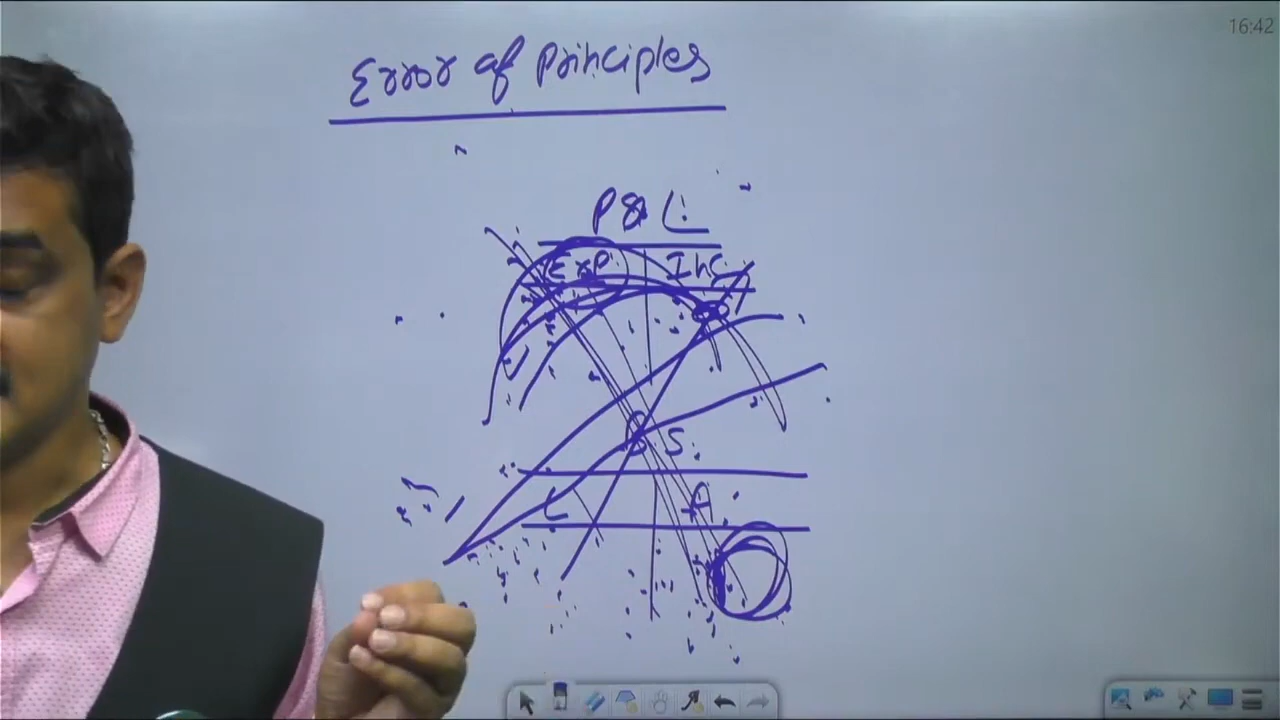 16:42
Error of Principles
P & L
Exp. Inc.
B S.
L A